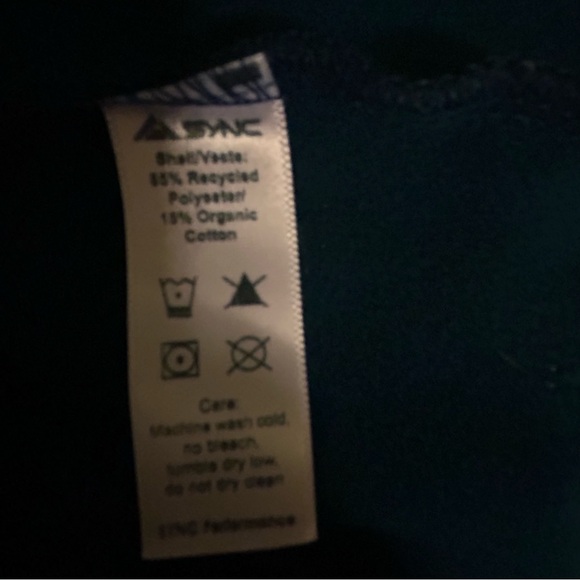 SYNC
Shell/Veste:
85% Recycled
Polyester/
15% Organic
Cotton
Care:
Machine wash cold,
no bleach,
tumble dry low,
do not dry clean
SYNC Performance